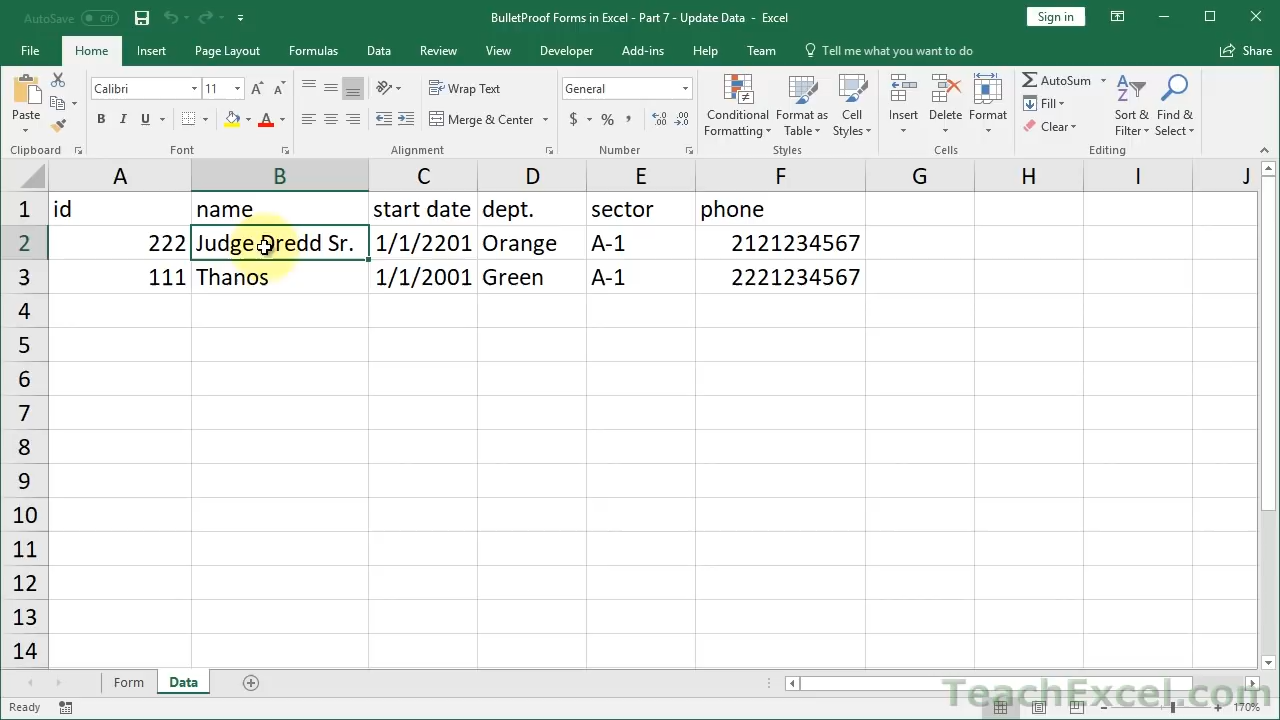 AutoSave Off BulletProof Forms in Excel - Part 7 - Update Data - Excel Sign in
File Home Insert Page Layout Formulas Data Review View Developer Add-ins Help Team Tell me what you want to do Share
Paste
Calibri 11
B I U
Wrap Text
Merge & Center
General
$ % ,
Conditional Formatting
Format as Table
Cell Styles
Insert Delete Format
AutoSum
Fill
Clear
Sort & Filter
Find & Select
Clipboard Font Alignment Number Styles Cells Editing
A B C D E F G H I J
1 id name start date dept. sector phone
2 222 Judge Dredd Sr. 1/1/2201 Orange A-1 2121234567
3 111 Thanos 1/1/2001 Green A-1 2221234567
4
5
6
7
8
9
10
11
12
13
14
Form Data
TeachExcel.com
Ready 170%